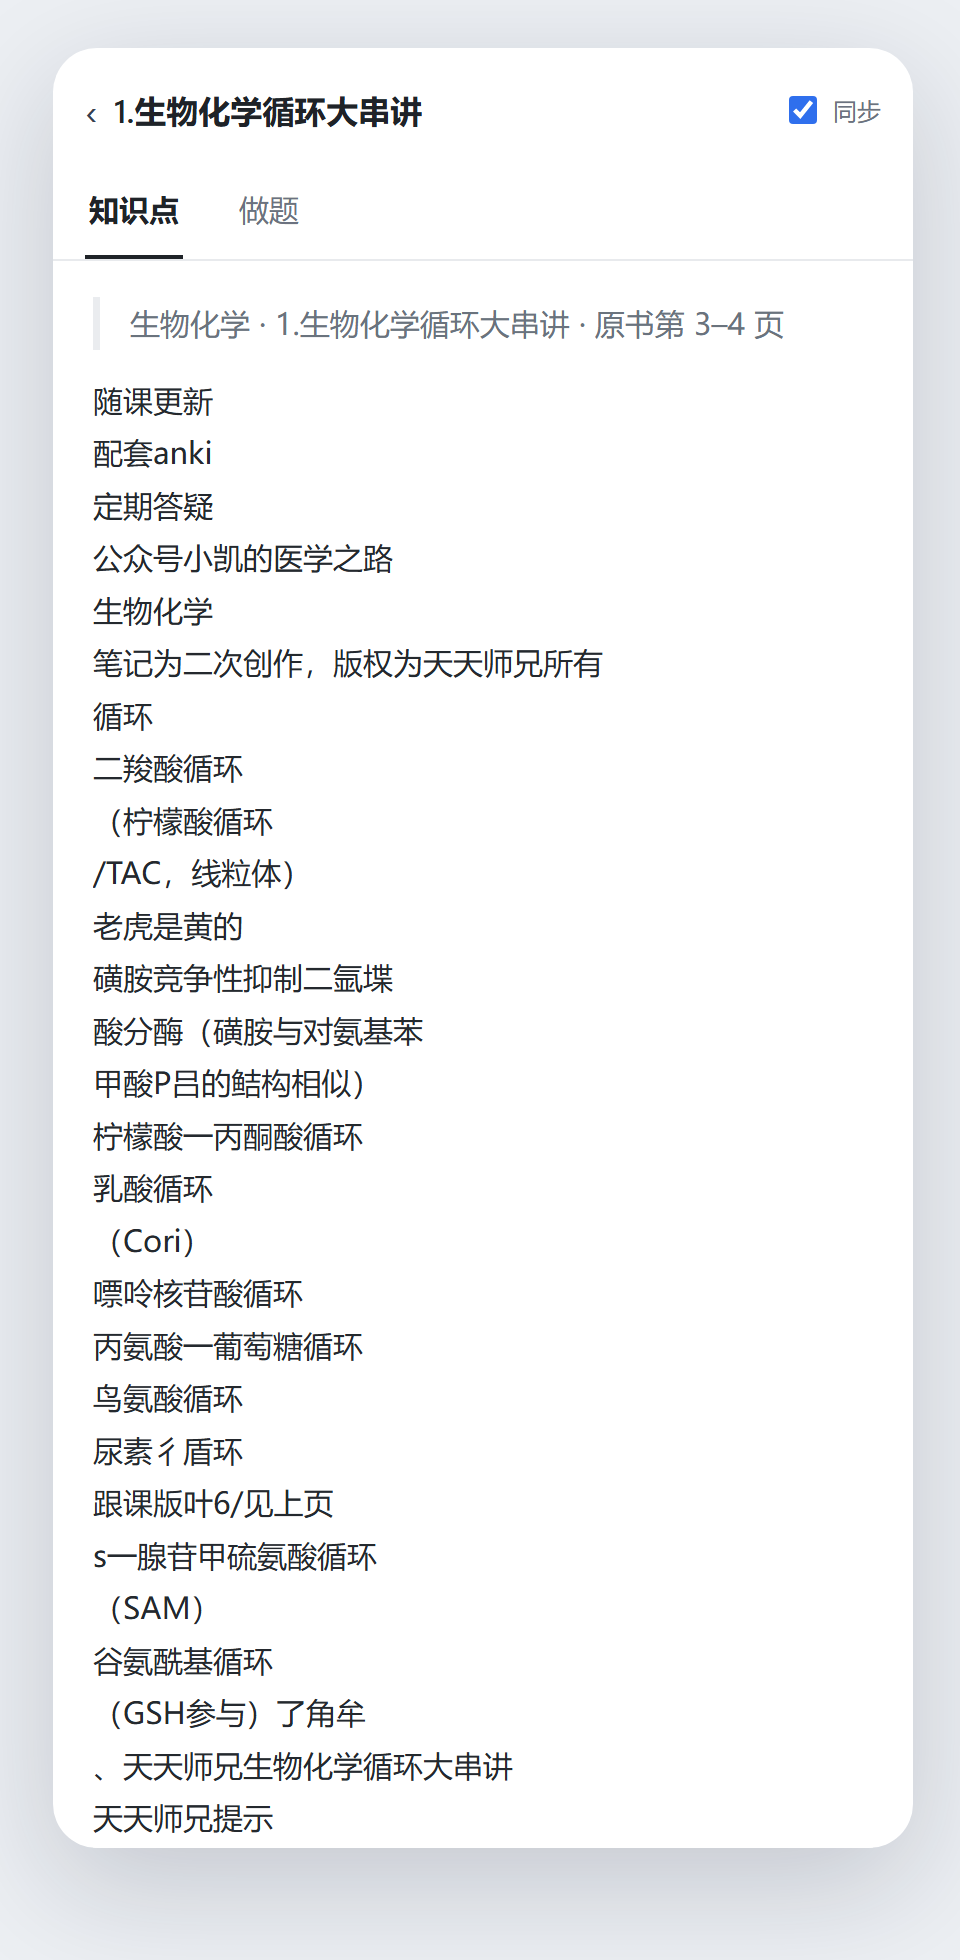 ‹ 1.生物化学循环大串讲 同步
知识点 做题
生物化学 · 1.生物化学循环大串讲 · 原书第 3–4 页
随课更新
配套anki
定期答疑
公众号小凯的医学之路
生物化学
笔记为二次创作，版权为天天师兄所有
循环
二羧酸循环
（柠檬酸循环
/TAC，线粒体）
老虎是黄的
磺胺竞争性抑制二氩堞
酸分酶（磺胺与对氨基苯
甲酸P吕的鲒构相似）
柠檬酸一丙酮酸循环
乳酸循环
（Cori）
嘌呤核苷酸循环
丙氨酸一葡萄糖循环
鸟氨酸循环
尿素彳盾环
跟课版叶6/见上页
s一腺苷甲硫氨酸循环
（SAM）
谷氨酰基循环
（GSH参与）了角牟
、天天师兄生物化学循环大串讲
天天师兄提示